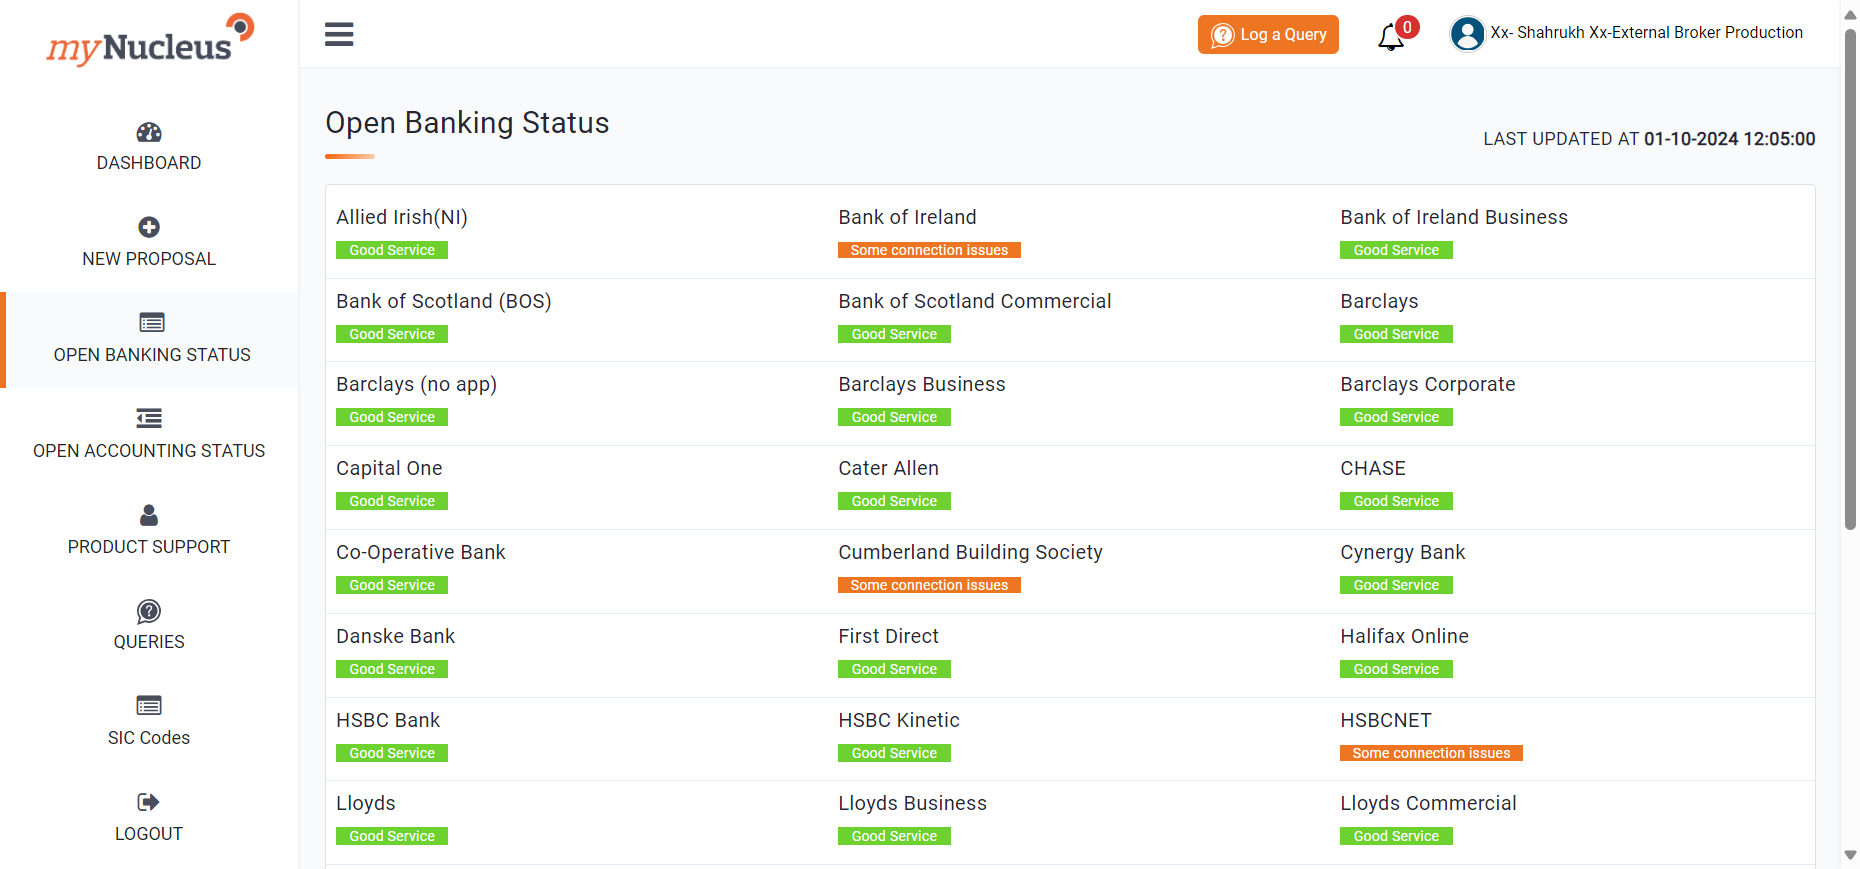 myNucleus
Log a Query
0
Xx- Shahrukh Xx-External Broker Production
DASHBOARD
NEW PROPOSAL
OPEN BANKING STATUS
OPEN ACCOUNTING STATUS
PRODUCT SUPPORT
QUERIES
SIC Codes
LOGOUT
Open Banking Status
LAST UPDATED AT 01-10-2024 12:05:00
Allied Irish(NI)
Good Service
Bank of Ireland
Some connection issues
Bank of Ireland Business
Good Service
Bank of Scotland (BOS)
Good Service
Bank of Scotland Commercial
Good Service
Barclays
Good Service
Barclays (no app)
Good Service
Barclays Business
Good Service
Barclays Corporate
Good Service
Capital One
Good Service
Cater Allen
Good Service
CHASE
Good Service
Co-Operative Bank
Good Service
Cumberland Building Society
Some connection issues
Cynergy Bank
Good Service
Danske Bank
Good Service
First Direct
Good Service
Halifax Online
Good Service
HSBC Bank
Good Service
HSBC Kinetic
Good Service
HSBCNET
Some connection issues
Lloyds
Good Service
Lloyds Business
Good Service
Lloyds Commercial
Good Service